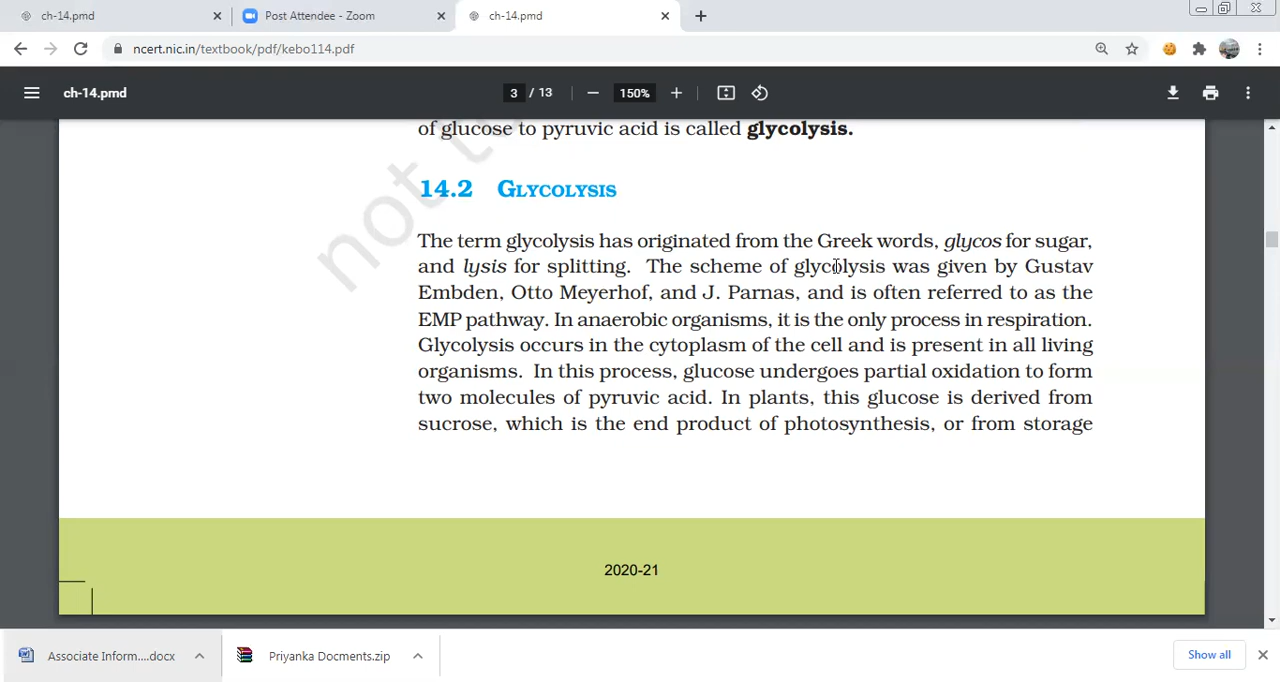 ch-14.pmd
Post Attendee - Zoom
ch-14.pmd
ncert.nic.in/textbook/pdf/kebo114.pdf
ch-14.pmd
3 / 13
150%
of glucose to pyruvic acid is called glycolysis.
14.2 GLYCOLYSIS
The term glycolysis has originated from the Greek words, glycos for sugar,
and lysis for splitting. The scheme of glycolysis was given by Gustav
Embden, Otto Meyerhof, and J. Parnas, and is often referred to as the
EMP pathway. In anaerobic organisms, it is the only process in respiration.
Glycolysis occurs in the cytoplasm of the cell and is present in all living
organisms. In this process, glucose undergoes partial oxidation to form
two molecules of pyruvic acid. In plants, this glucose is derived from
sucrose, which is the end product of photosynthesis, or from storage
not
2020-21
Associate Inform....docx
Priyanka Docments.zip
Show all